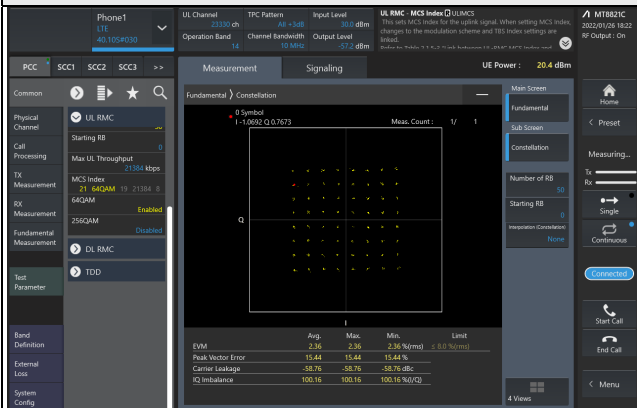 Phone1
LTE
40.105#030
UL Channel
23330 ch
TPC Pattern
All +3dB
Input Level
30.0 dBm
Operation Band
14
Channel Bandwidth
10 MHz
Output Level
-57.2 dBm
UL RMC - MCS Index ULIMCS
This sets MCS Index for the uplink signal. When setting MCS Index,
changes to the modulation scheme and TBS Index settings are
linked.
MT8821C
2022/01/26 18:22
RF Output : On
PCC
SCC1
SCC2
SCC3
>>
Measurement
Signaling
UE Power : 20.4 dBm
Common
Physical
Channel
Call
Processing
TX
Measurement
RX
Measurement
Fundamental
Measurement
Test
Parameter
Band
Definition
External
Loss
System
Config
UL RMC
Starting RB
0
Max UL Throughput
21384 kbps
MCS Index
21 64QAM 19 21384 8
64QAM
Enabled
256QAM
Disabled
DL RMC
TDD
Fundamental ❭ Constellation
* 0 Symbol
I -1.0692 Q 0.7673
Meas. Count : 1/ 1
Q
I
Avg. Max. Min. Limit
EVM 2.36 2.36 2.36 %(rms) ≤ 8.0 %(rms)
Peak Vector Error 15.44 15.44 15.44 %
Carrier Leakage -58.76 -58.76 -58.76 dBc
IQ Imbalance 100.16 100.16 100.16 %(I/Q)
Main Screen
Fundamental
Sub Screen
Constellation
Number of RB
50
Starting RB
0
Interpolation (Constellation)
None
4 Views
Home
< Preset
Measuring...
Tx
Rx
Single
Continuous
Connected
Start Call
End Call
< Menu